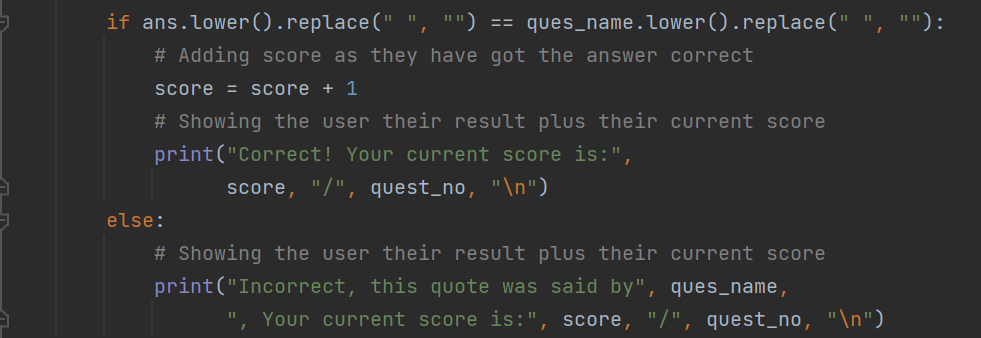 if ans.lower().replace(" ", "") == ques_name.lower().replace(" ", ""):
    # Adding score as they have got the answer correct
    score = score + 1
    # Showing the user their result plus their current score
    print("Correct! Your current score is:",
          score, "/", quest_no, "\n")
else:
    # Showing the user their result plus their current score
    print("Incorrect, this quote was said by", ques_name,
          ", Your current score is:", score, "/", quest_no, "\n")